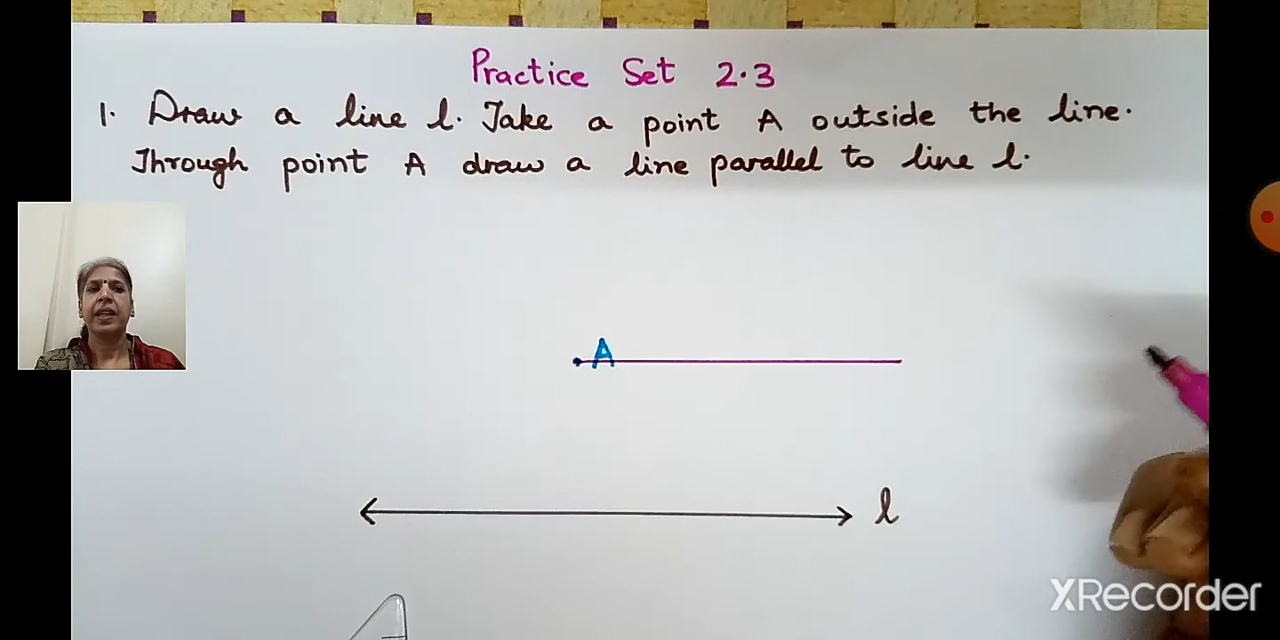 Practice Set 2.3
1. Draw a line l. Take a point A outside the line.
Through point A draw a line parallel to line l.
A
l
XRecorder